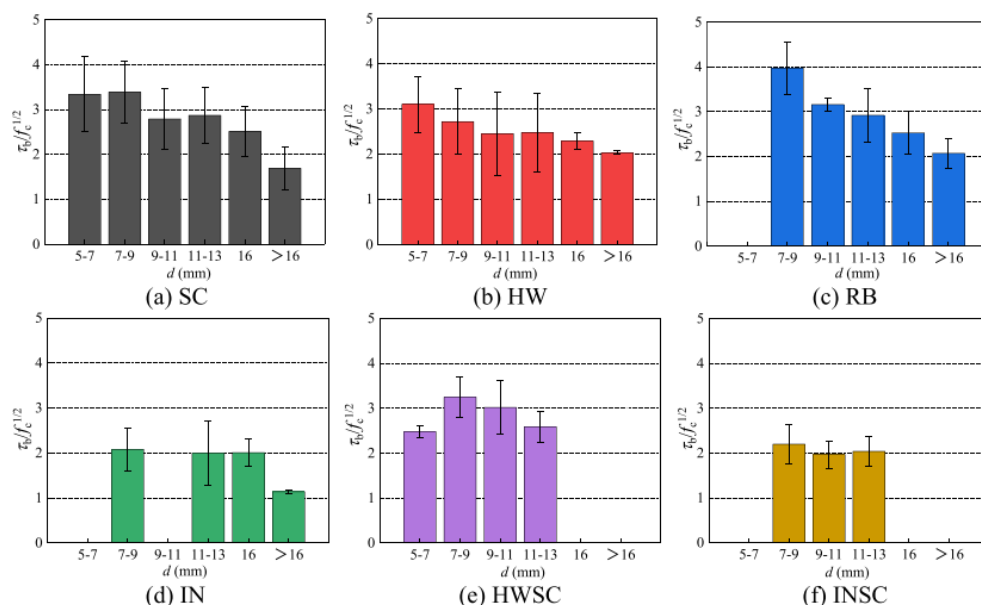 5
4
3
2
1
0
τb/fc1/2
5-7 7-9 9-11 11-13 16 >16
d (mm)
(a) SC
5
4
3
2
1
0
τb/fc1/2
5-7 7-9 9-11 11-13 16 >16
d (mm)
(b) HW
5
4
3
2
1
0
τb/fc1/2
5-7 7-9 9-11 11-13 16 >16
d (mm)
(c) RB
5
4
3
2
1
0
τb/fc1/2
5-7 7-9 9-11 11-13 16 >16
d (mm)
(d) IN
5
4
3
2
1
0
τb/fc1/2
5-7 7-9 9-11 11-13 16 >16
d (mm)
(e) HWSC
5
4
3
2
1
0
τb/fc1/2
5-7 7-9 9-11 11-13 16 >16
d (mm)
(f) INSC